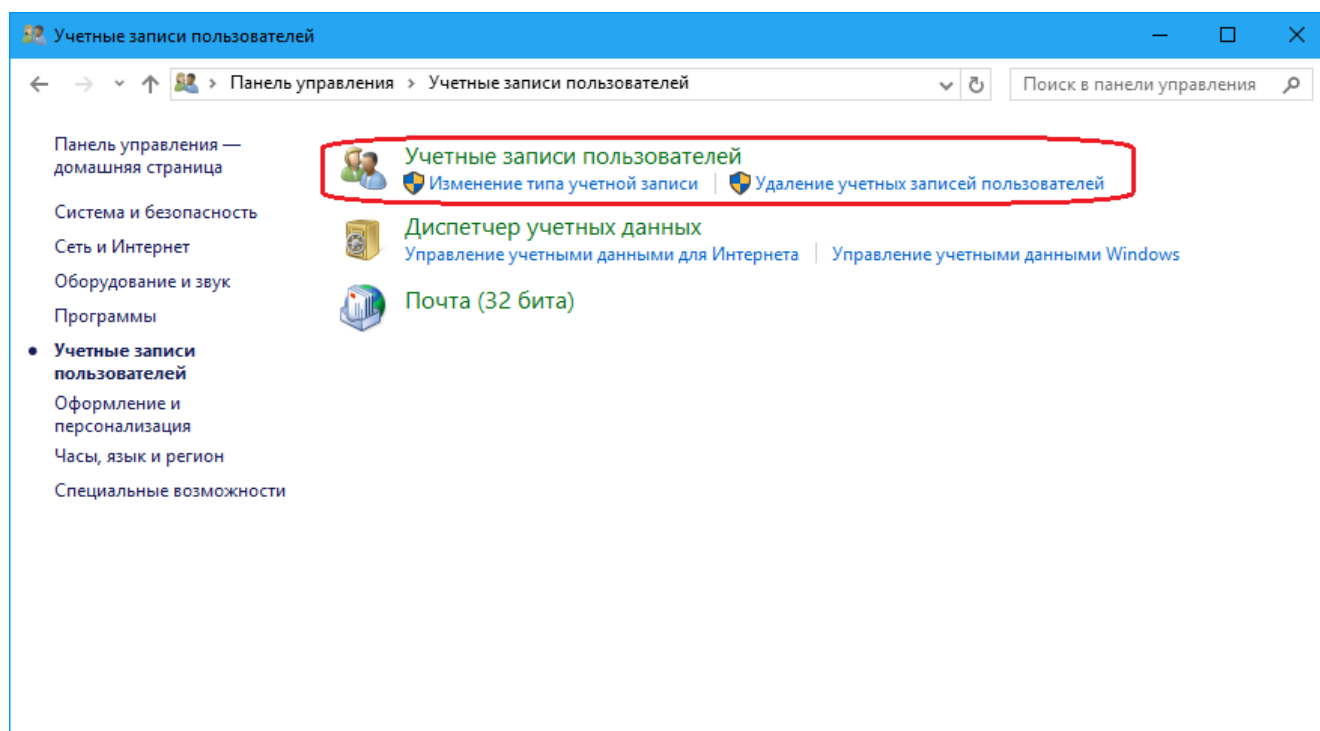 Учетные записи пользователей
Панель управления › Учетные записи пользователей
Поиск в панели управления
Панель управления —
домашняя страница
Система и безопасность
Сеть и Интернет
Оборудование и звук
Программы
Учетные записи
пользователей
Оформление и
персонализация
Часы, язык и регион
Специальные возможности
Учетные записи пользователей
Изменение типа учетной записи | Удаление учетных записей пользователей
Диспетчер учетных данных
Управление учетными данными для Интернета | Управление учетными данными Windows
Почта (32 бита)